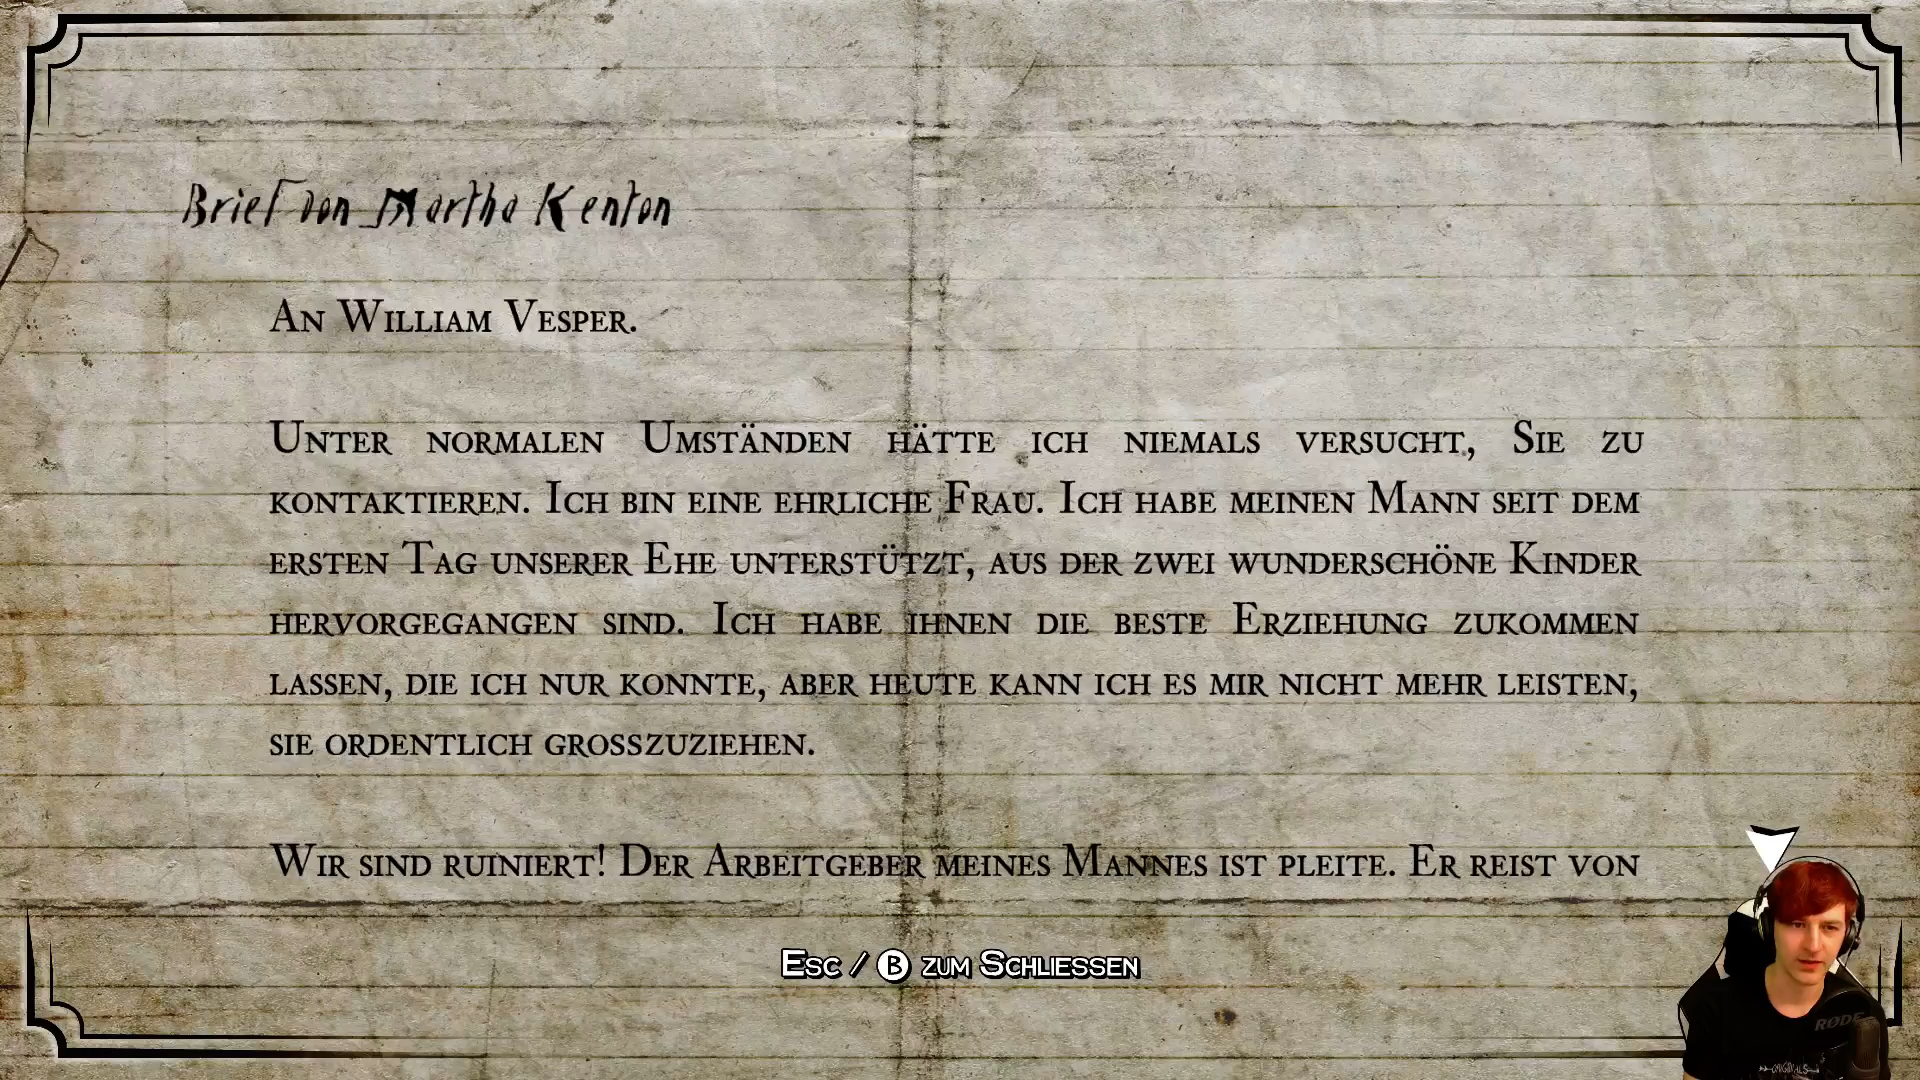 Brief von Martha Kenton
An William Vesper.
Unter normalen Umständen hätte ich niemals versucht, Sie zu
kontaktieren. Ich bin eine ehrliche Frau. Ich habe meinen Mann seit dem
ersten Tag unserer Ehe unterstützt, aus der zwei wunderschöne Kinder
hervorgegangen sind. Ich habe ihnen die beste Erziehung zukommen
lassen, die ich nur konnte, aber heute kann ich es mir nicht mehr leisten,
sie ordentlich grosszuziehen.
Wir sind ruiniert! Der Arbeitgeber meines Mannes ist pleite. Er reist von
Esc / B zum Schliessen
RØDE